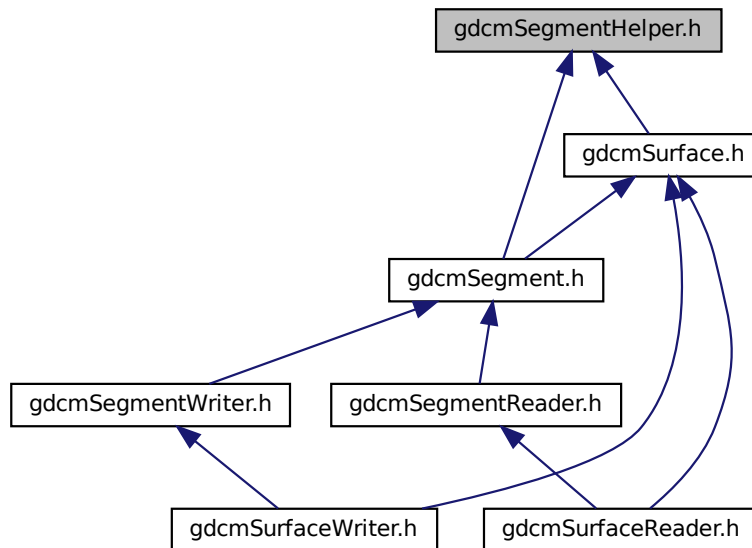 gdcmSegmentHelper.h
gdcmSurface.h
gdcmSegment.h
gdcmSegmentWriter.h
gdcmSegmentReader.h
gdcmSurfaceWriter.h
gdcmSurfaceReader.h